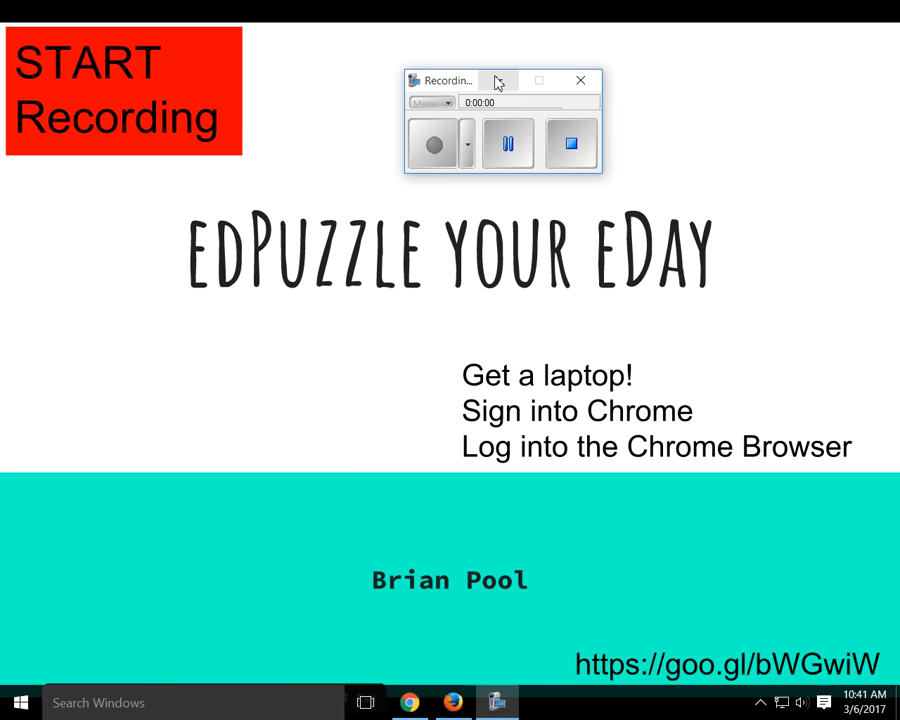 START
Recording
Recordin...
Menu
0:00:00
edPuzzle your eDay
Get a laptop!
Sign into Chrome
Log into the Chrome Browser
Brian Pool
https://goo.gl/bWGwiW
Search Windows
10:41 AM
3/6/2017